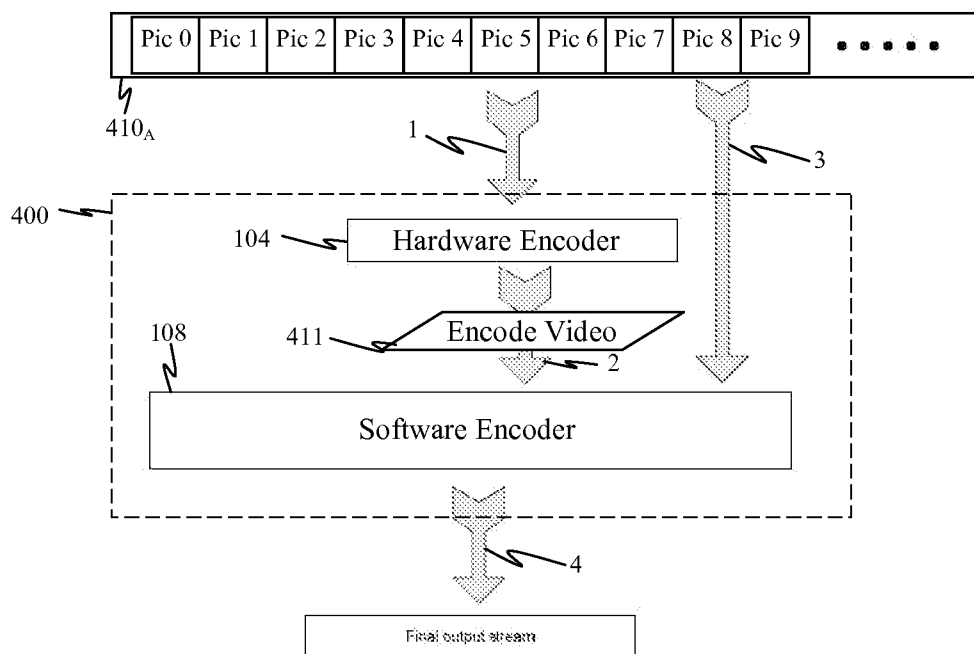 Pic 0 Pic 1 Pic 2 Pic 3 Pic 4 Pic 5 Pic 6 Pic 7 Pic 8 Pic 9
410A
1
3
400
104
Hardware Encoder
108
411
Encode Video
2
Software Encoder
4
Final output stream